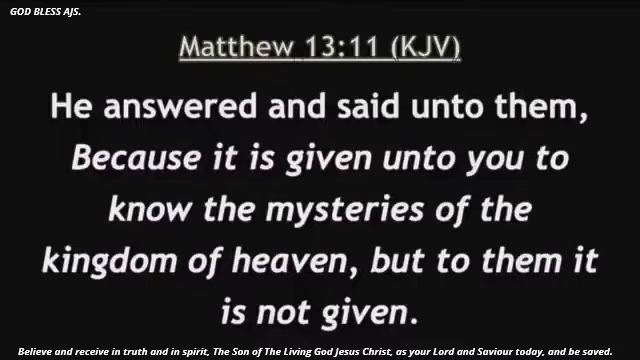 GOD BLESS AJS.
Matthew 13:11 (KJV)
He answered and said unto them,
Because it is given unto you to
know the mysteries of the
kingdom of heaven, but to them it
is not given.
Believe and receive in truth and in spirit, The Son of The Living God Jesus Christ, as your Lord and Saviour today, and be saved.